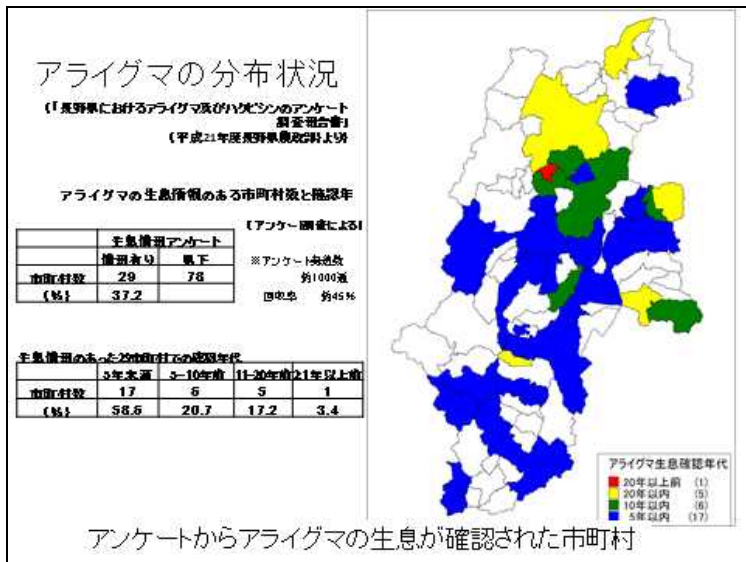 アライグマの分布状況
(「長野県におけるアライグマ及びハクビシンのアンケート
調査報告書」
(平成21年度長野県農政部)より)
アライグマの生息情報のある市町村数と確認年
(アンケート調査による)
生息情報アンケート
情報有り 県下
市町村数 29 78
(%) 37.2
※アンケート発送数
約1000通
回収率 約45%
生息情報のあった29市町村での確認年代
5年未満 5-10年前 11-20年前 21年以上前
市町村数 17 6 5 1
(%) 58.6 20.7 17.2 3.4
アライグマ生息確認年代
20年以上前 (1)
20年以内 (5)
10年以内 (6)
5年以内 (17)
アンケートからアライグマの生息が確認された市町村